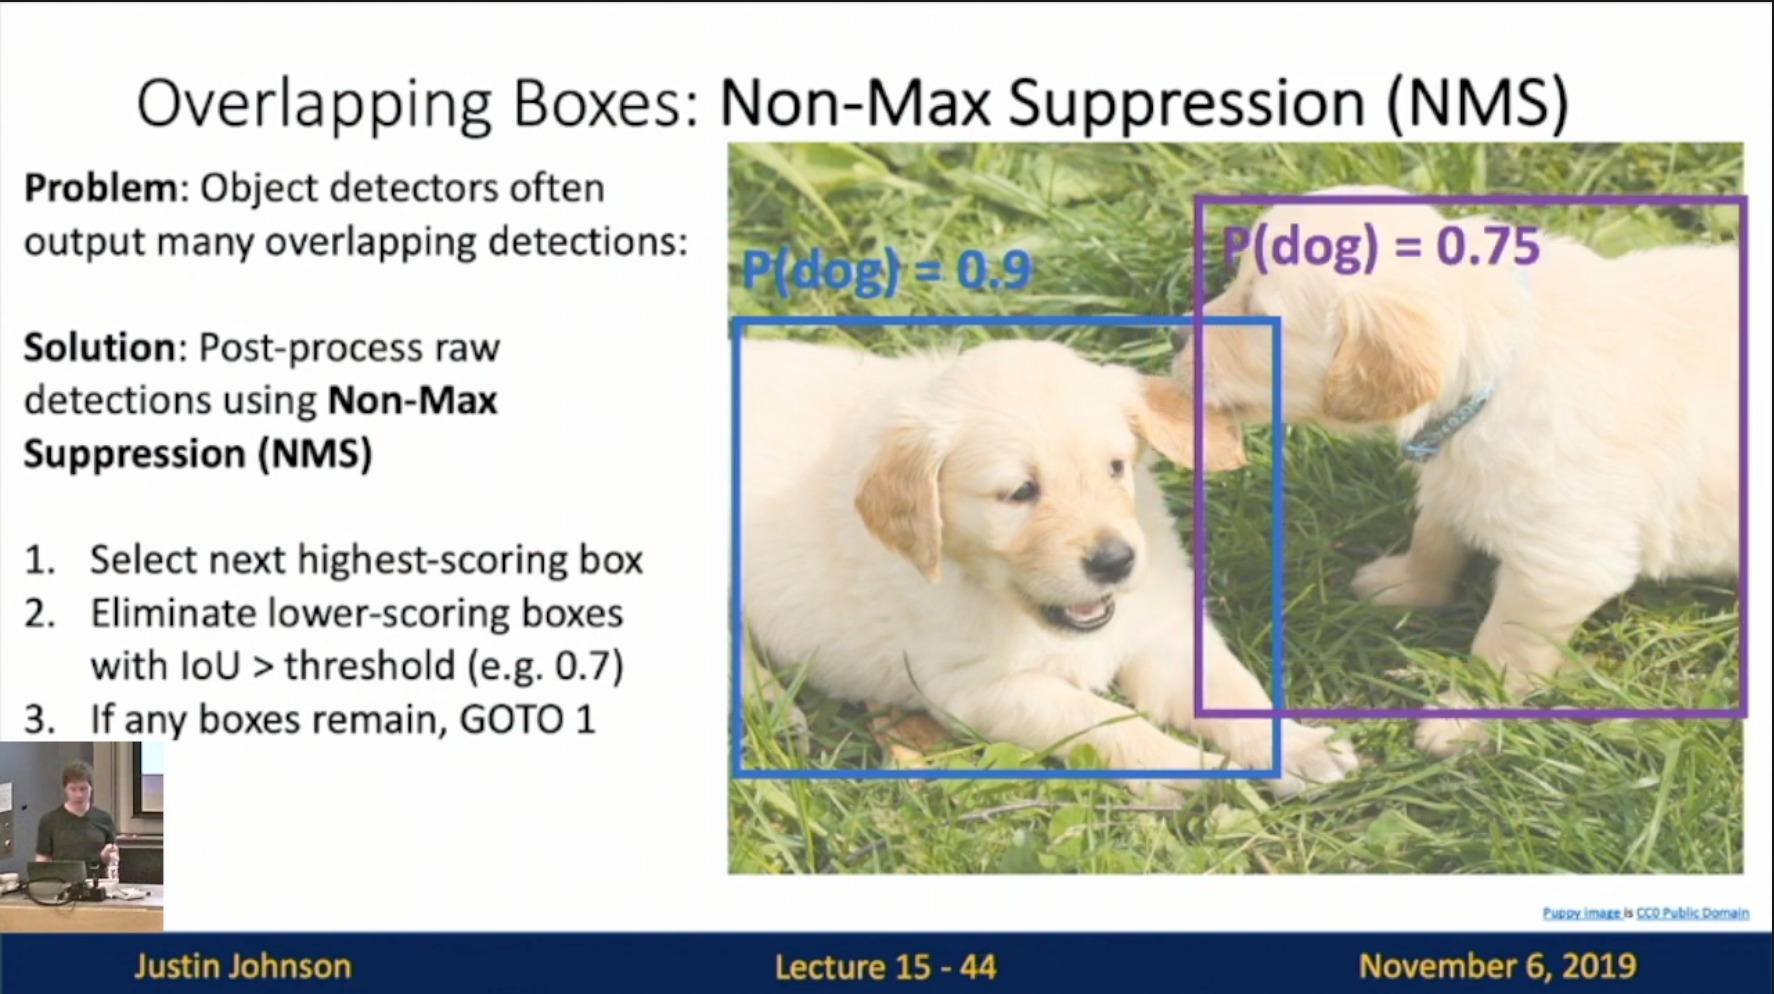 Overlapping Boxes: Non-Max Suppression (NMS)
Problem: Object detectors often
output many overlapping detections:
Solution: Post-process raw
detections using Non-Max
Suppression (NMS)
1. Select next highest-scoring box
2. Eliminate lower-scoring boxes
with IoU > threshold (e.g. 0.7)
3. If any boxes remain, GOTO 1
P(dog) = 0.9
P(dog) = 0.75
Puppy image is CC0 Public Domain
Justin Johnson
Lecture 15 - 44
November 6, 2019